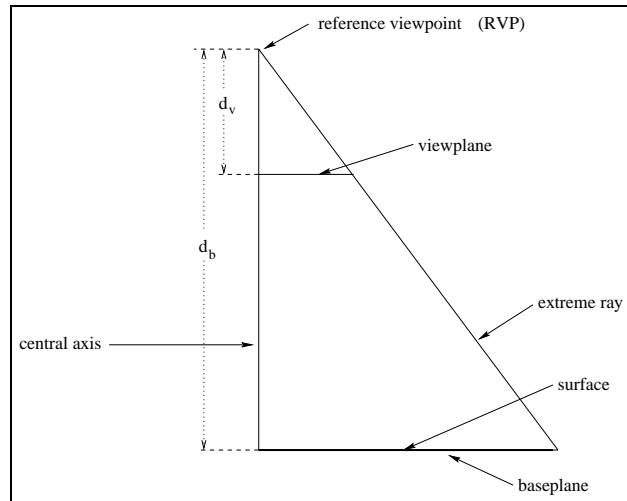 reference viewpoint (RVP)
d_v
viewplane
d_b
extreme ray
central axis
surface
baseplane